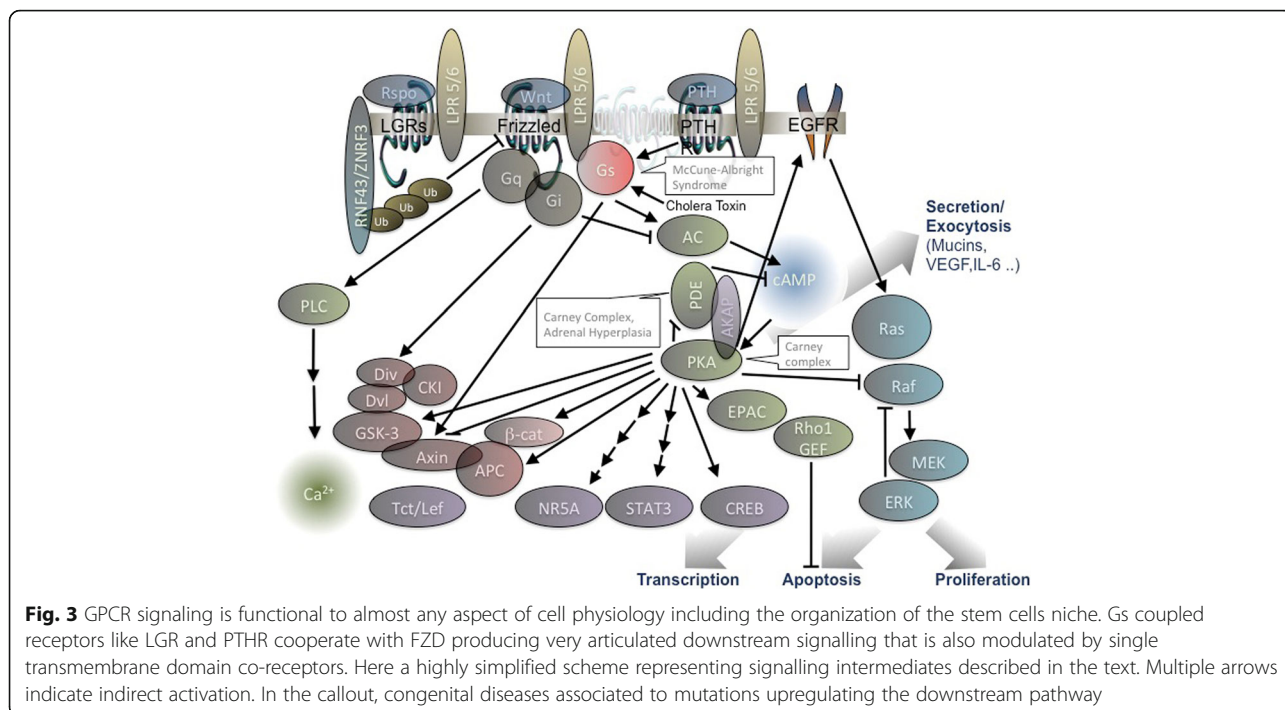 Rspo
LPR 5/6
Wnt
LPR 5/6
PTH
LPR 5/6
RNF43/ZNRF3
LGRs
Frizzled
PTH
R
EGFR
Ub
Ub
Ub
Gq
Gi
Gs
McCune-Albright
Syndrome
Cholera Toxin
AC
Secretion/
Exocytosis
(Mucins,
VEGF,IL-6 ..)
PLC
PDE
AKAP
cAMP
Carney Complex,
Adrenal Hyperplasia
Ras
PKA
Carney
complex
Raf
Div
CKI
Dvl
EPAC
GSK-3
β-cat
Rho1
GEF
Axin
APC
MEK
Ca2+
ERK
Tct/Lef
NR5A
STAT3
CREB
Transcription
Apoptosis
Proliferation
Fig. 3 GPCR signaling is functional to almost any aspect of cell physiology including the organization of the stem cells niche. Gs coupled
receptors like LGR and PTHR cooperate with FZD producing very articulated downstream signalling that is also modulated by single
transmembrane domain co-receptors. Here a highly simplified scheme representing signalling intermediates described in the text. Multiple arrows
indicate indirect activation. In the callout, congenital diseases associated to mutations upregulating the downstream pathway